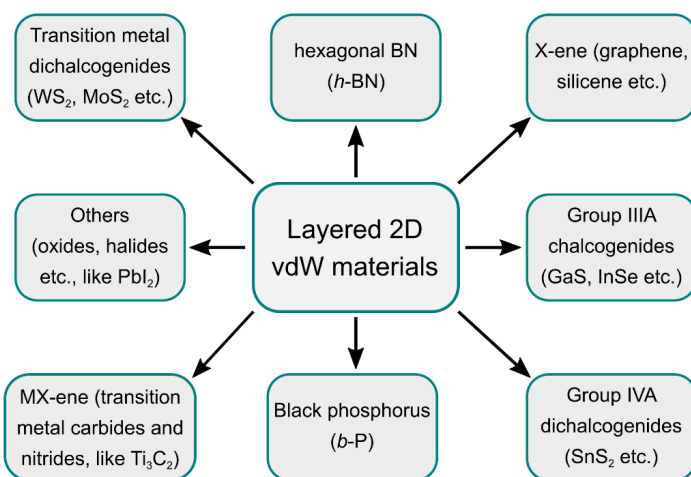 Transition metal
dichalcogenides
(WS₂, MoS₂ etc.)
hexagonal BN
(h-BN)
X-ene (graphene,
silicene etc.)
Others
(oxides, halides
etc., like PbI₂)
Layered 2D
vdW materials
Group IIIA
chalcogenides
(GaS, InSe etc.)
MX-ene (transition
metal carbides and
nitrides, like Ti₃C₂)
Black phosphorus
(b-P)
Group IVA
dichalcogenides
(SnS₂ etc.)